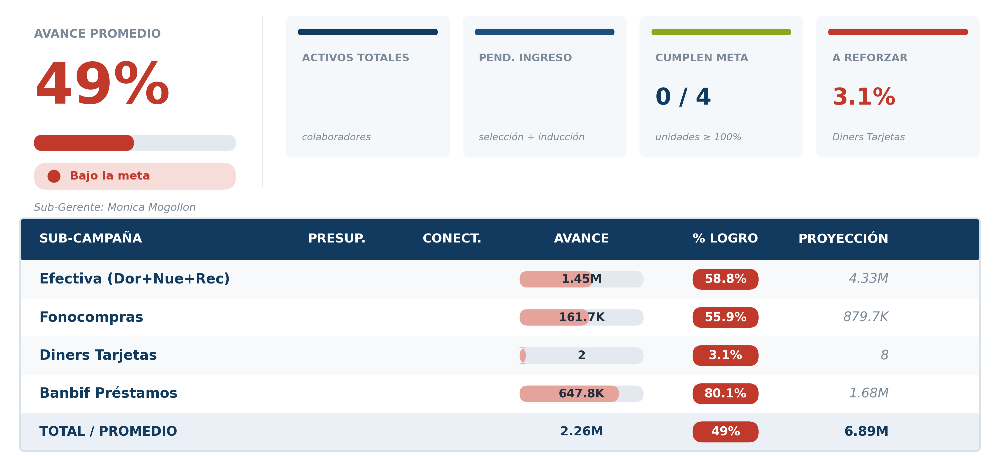 AVANCE PROMEDIO
49%
Bajo la meta
Sub-Gerente: Monica Mogollon
ACTIVOS TOTALES
colaboradores
PEND. INGRESO
selección + inducción
CUMPLEN META
0 / 4
unidades ≥ 100%
A REFORZAR
3.1%
Diners Tarjetas
SUB-CAMPAÑA PRESUP. CONECT. AVANCE % LOGRO PROYECCIÓN
Efectiva (Dor+Nue+Rec) 1.45M 58.8% 4.33M
Fonocompras 161.7K 55.9% 879.7K
Diners Tarjetas 2 3.1% 8
Banbif Préstamos 647.8K 80.1% 1.68M
TOTAL / PROMEDIO 2.26M 49% 6.89M